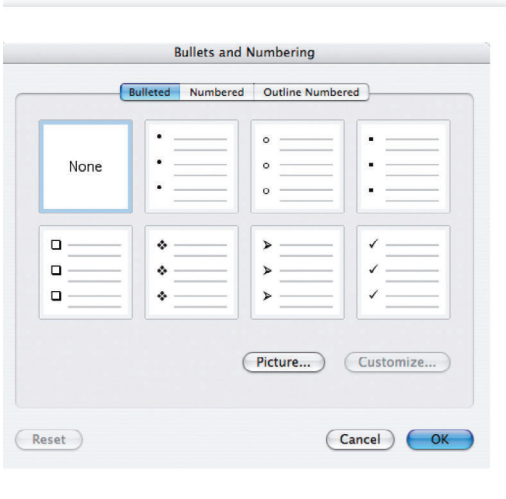 Bullets and Numbering
Bulleted Numbered Outline Numbered
None
Picture... Customize...
Reset Cancel OK